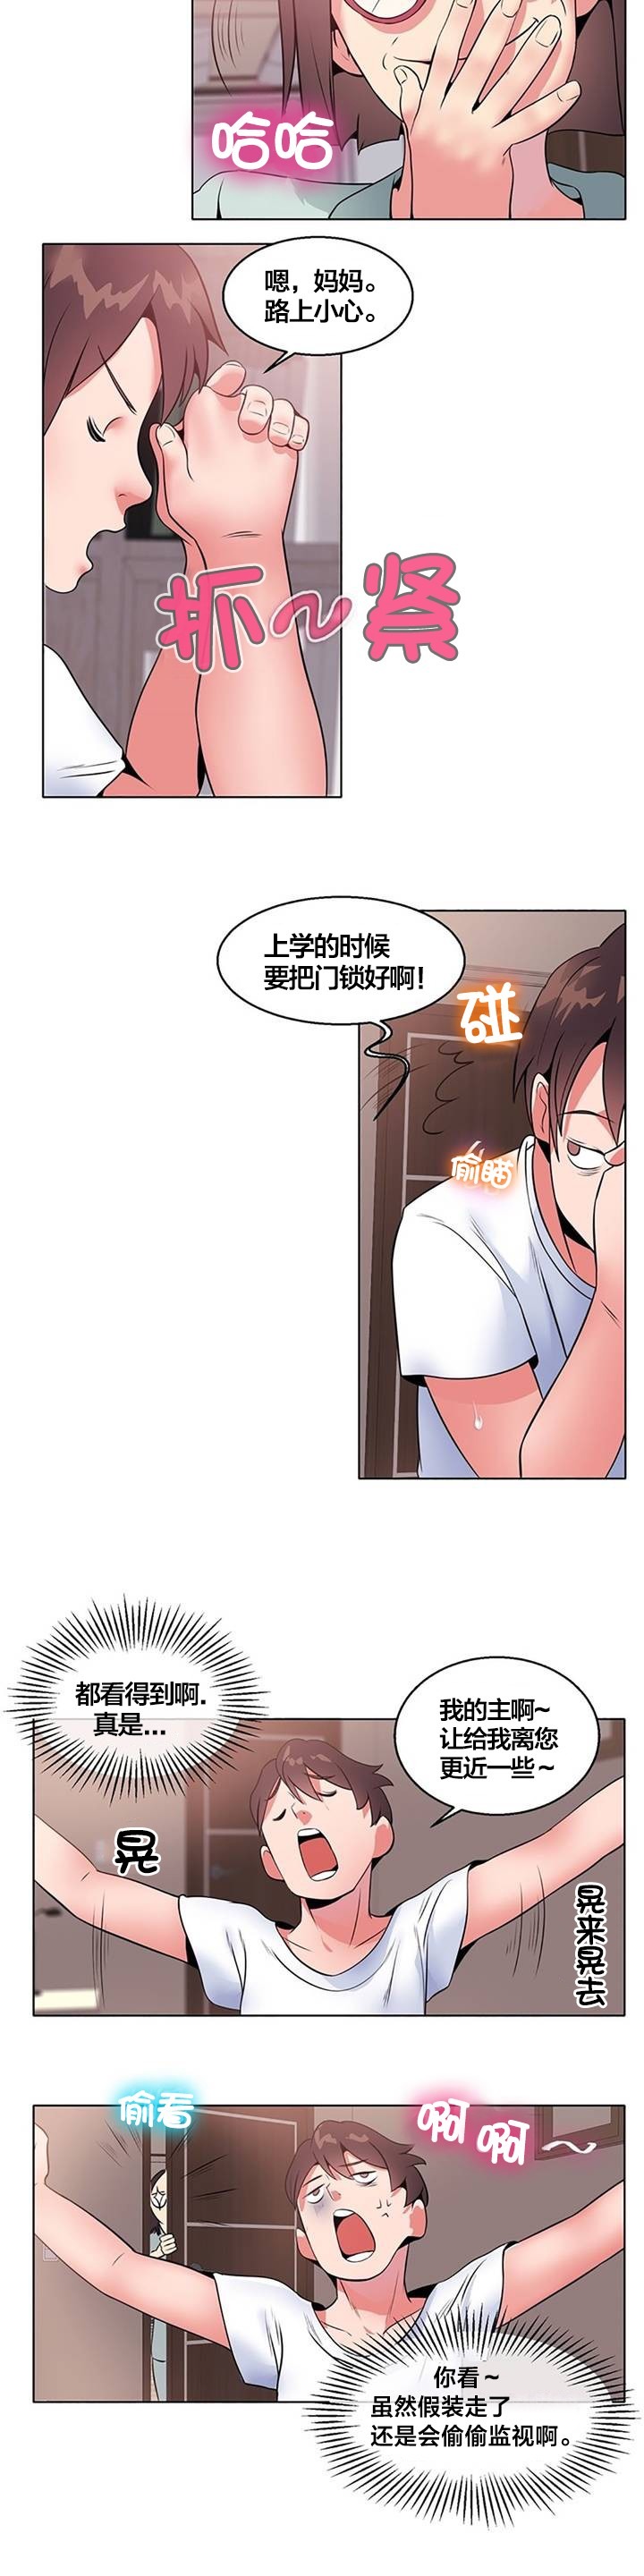 哈哈
嗯，妈妈。
路上小心。
抓~紧
上学的时候
要把门锁好啊！
碰
偷瞄
都看得到啊.
真是...
我的主啊~
让给我离您
更近一些~
晃
晃来晃去
偷看
啊啊~
你看~
虽然假装走了
还是会偷偷监视啊。